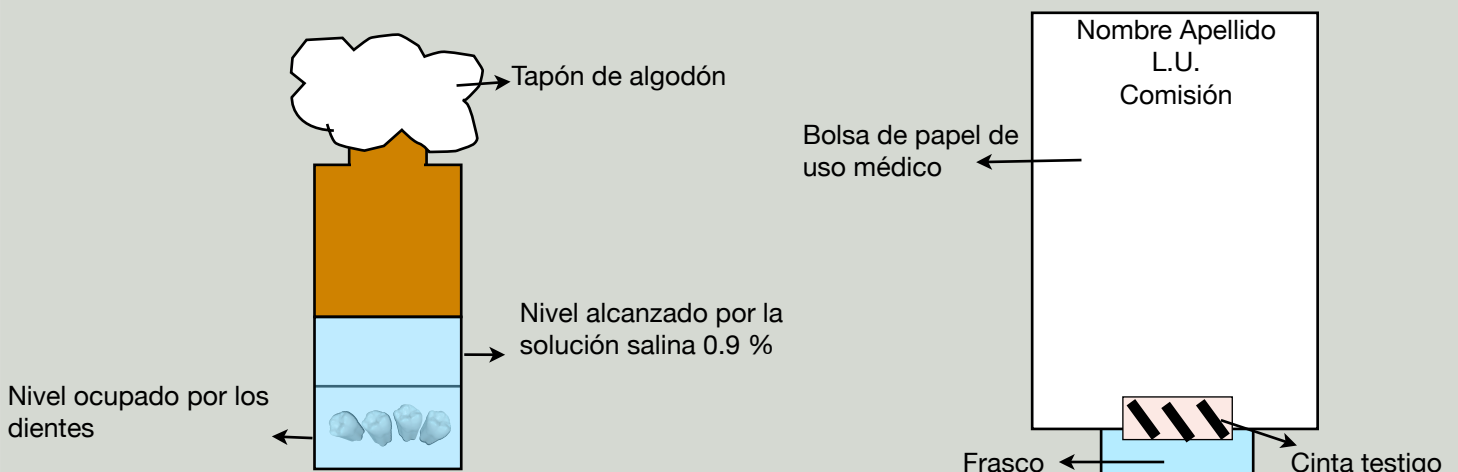 Tapón de algodón
Nivel alcanzado por la
solución salina 0.9 %
Nivel ocupado por los
dientes
Nombre Apellido
L.U.
Comisión
Bolsa de papel de
uso médico
Frasco
Cinta testigo